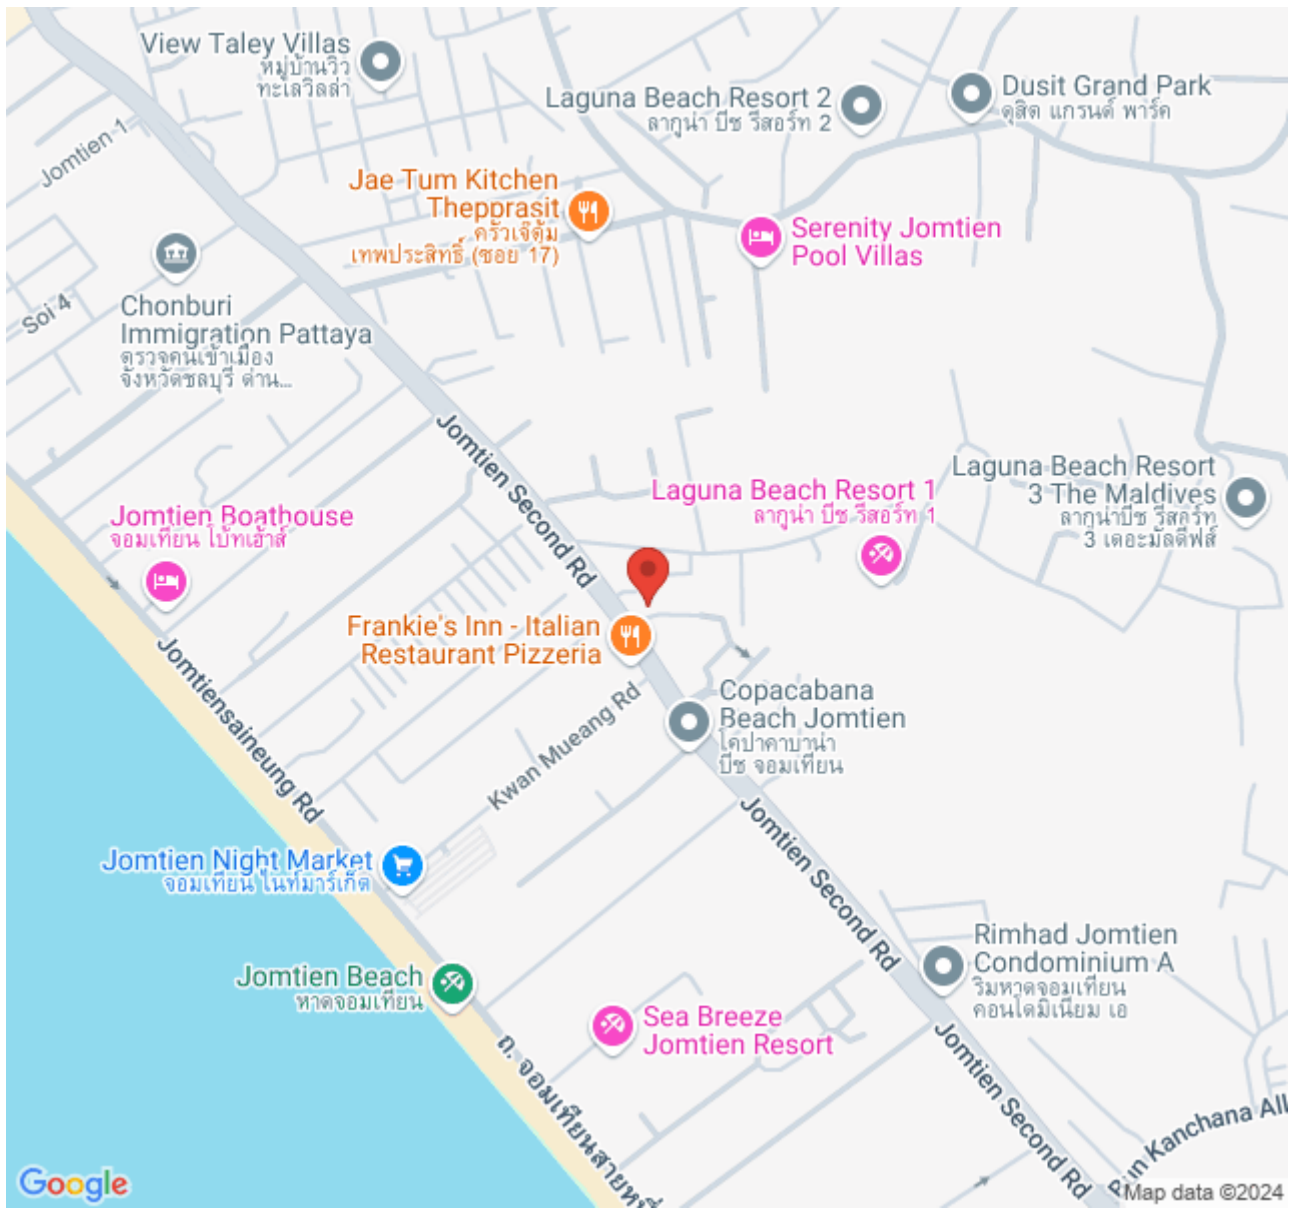 View Taley Villas
หมู่บ้านวิว
ทะเลวิลล่า
Laguna Beach Resort 2
ลากูน่า บีช รีสอร์ท 2
Dusit Grand Park
ดุสิต แกรนด์ พาร์ค
Jomtien 1
Jae Tum Kitchen
Thepprasit
ครัวเจ๊ตุ้ม
เทพประสิทธิ์ (ซอย 17)
Serenity Jomtien
Pool Villas
Soi 4
Chonburi
Immigration Pattaya
ตรวจคนเข้าเมือง
จังหวัดชลบุรี ด่าน...
Jomtien Second Rd
Laguna Beach Resort
3 The Maldives
ลากูน่าบีช รีสอร์ท
3 เดอะมัลดีฟส์
Laguna Beach Resort 1
ลากูน่า บีช รีสอร์ท 1
Jomtien Boathouse
จอมเทียน โบ๊ทเฮ้าส์
Frankie's Inn - Italian
Restaurant Pizzeria
Jomtiensaineung Rd
Kwan Mueang Rd
Copacabana
Beach Jomtien
โคปาคาบาน่า
บีช จอมเทียน
Jomtien Second Rd
Jomtien Night Market
จอมเทียน ไนท์มาร์เก็ต
Rimhad Jomtien
Condominium A
ริมหาดจอมเทียน
คอนโดมิเนียม เอ
Jomtien Beach
หาดจอมเทียน
Sea Breeze
Jomtien Resort
ถ. จอมเทียนสายหนึ่
Jomtien Second Rd
Kanchana All
Google
Map data ©2024